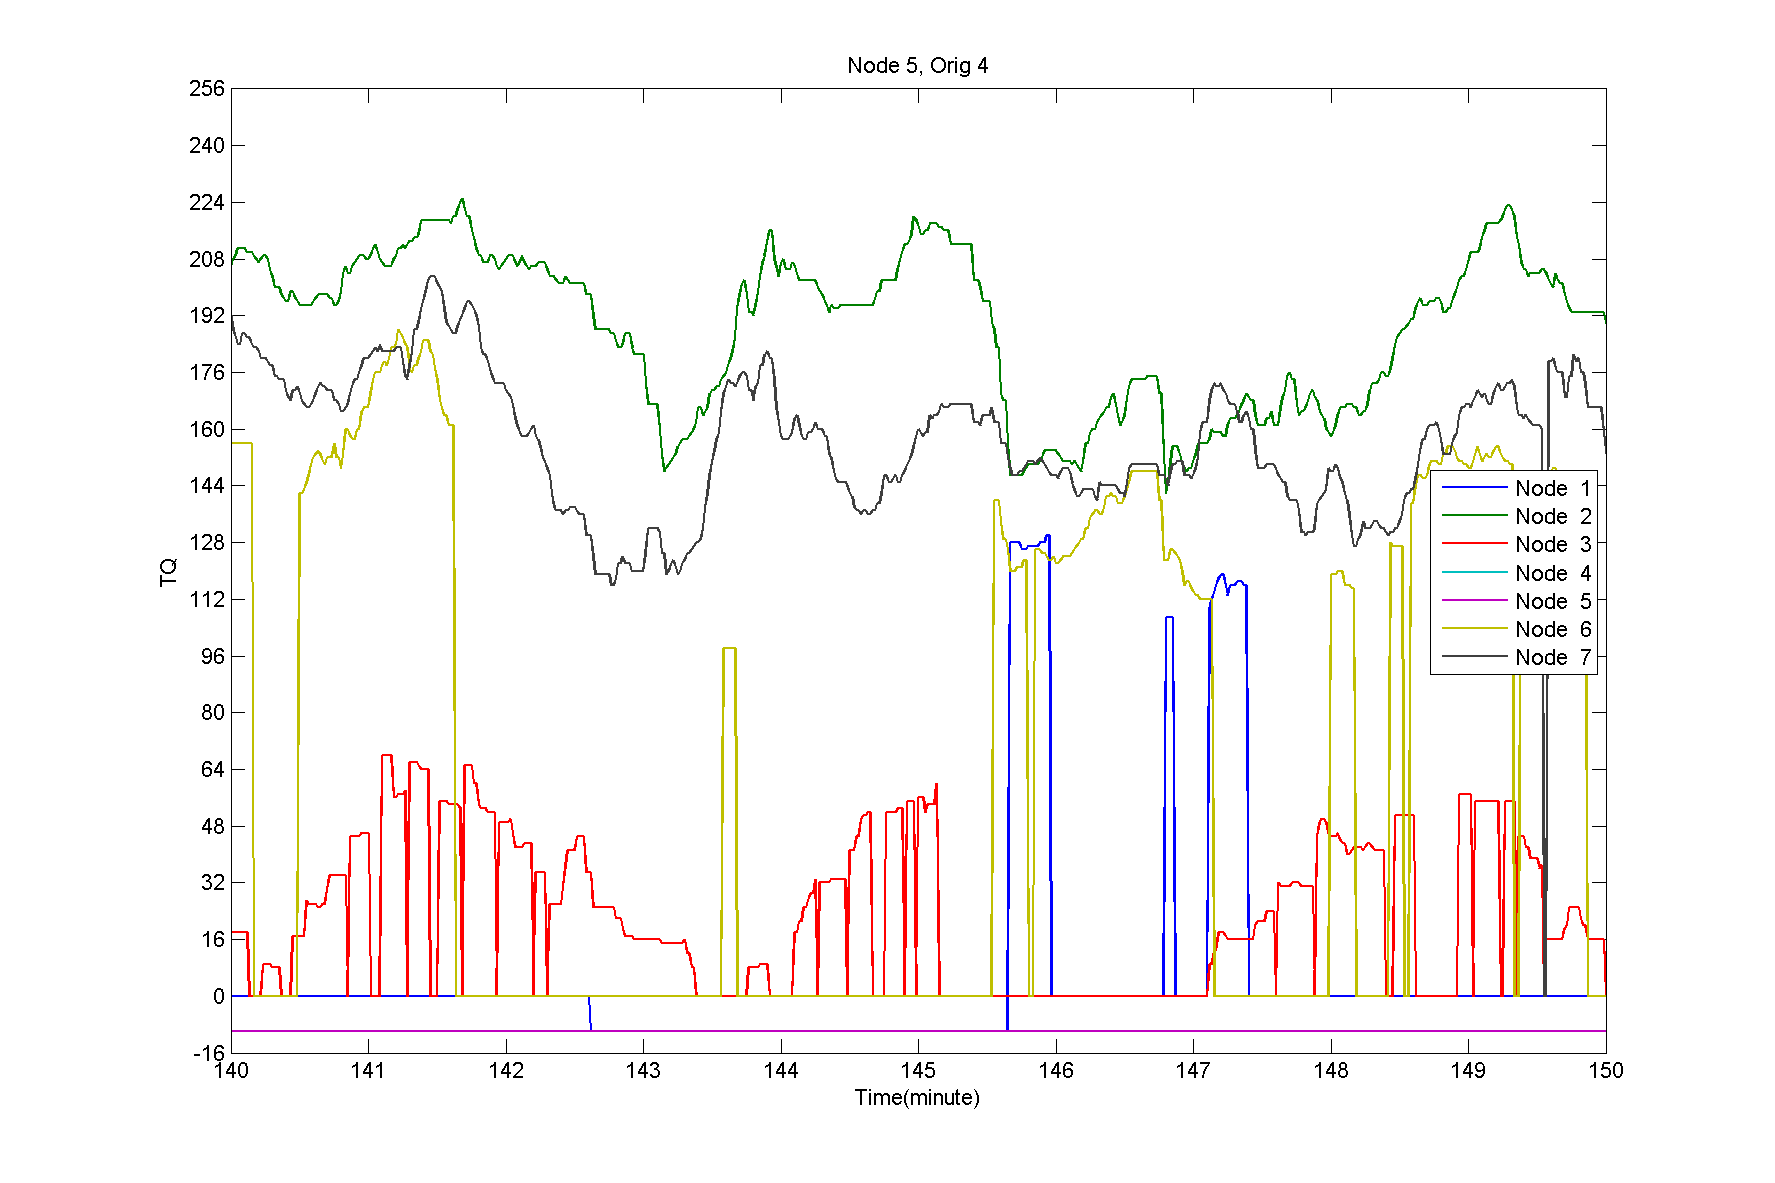 Node 5, Orig 4
256
240
224
208
192
176
160
144
128
112
96
80
64
48
32
16
0
-16
TQ
Node 1
Node 2
Node 3
Node 4
Node 5
Node 6
Node 7
140 141 142 143 144 145 146 147 148 149 150
Time(minute)